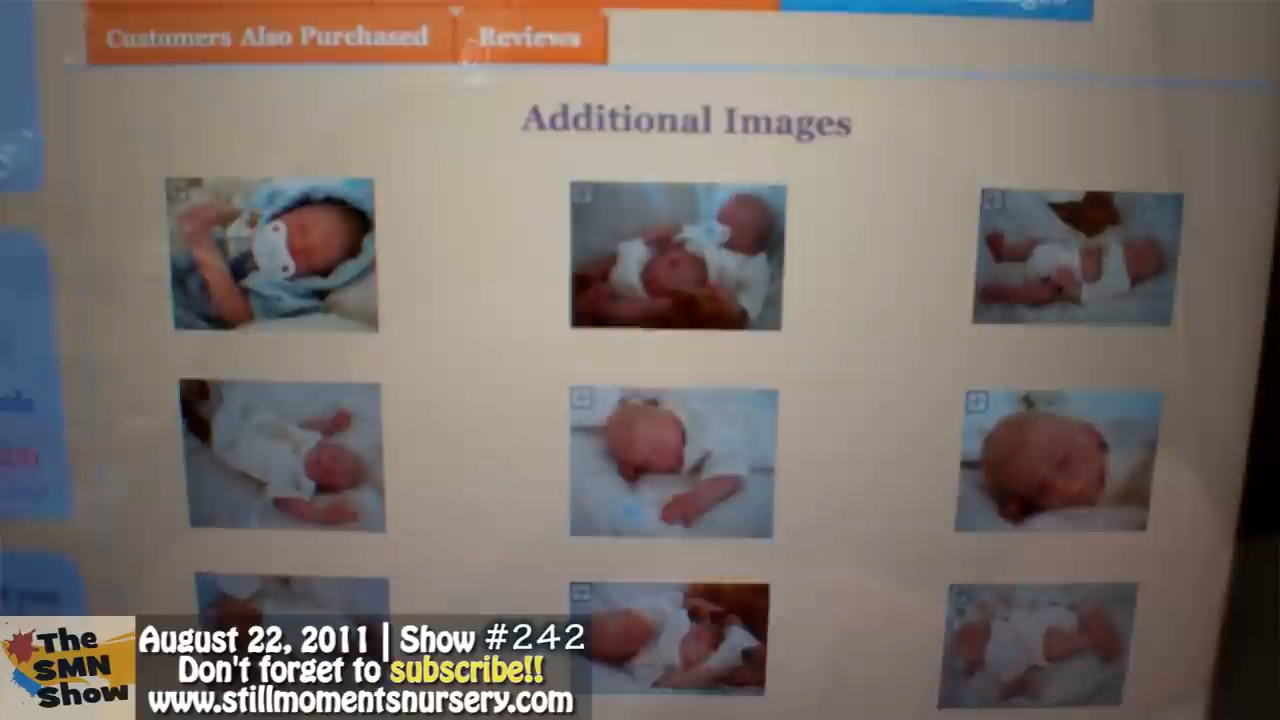 Customers Also Purchased
Reviews
Additional Images
The
SMN
Show
August 22, 2011 | Show #242
Don't forget to subscribe!!
www.stillmomentsnursery.com